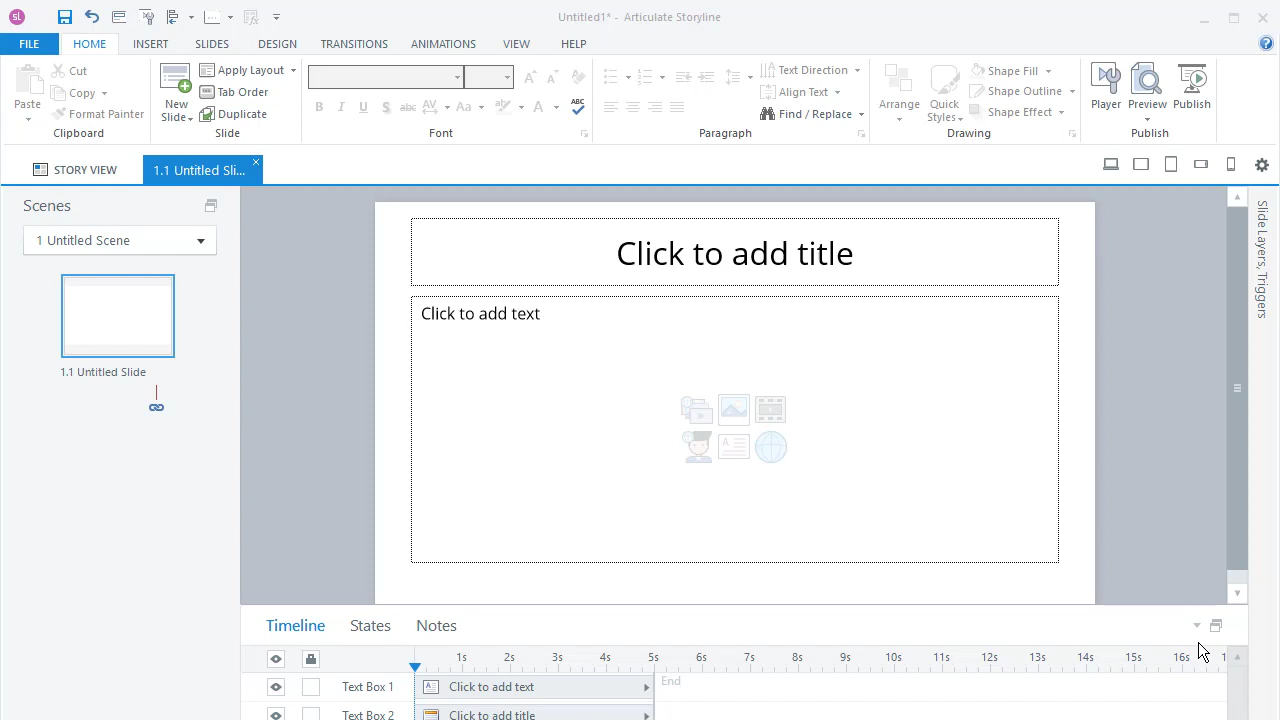 sl
Untitled1* - Articulate Storyline
FILE HOME INSERT SLIDES DESIGN TRANSITIONS ANIMATIONS VIEW HELP
Paste
Cut
Copy
Format Painter
Clipboard
New Slide
Apply Layout
Tab Order
Duplicate
Slide
B I U S abc AV Aa A
ABC
Font
Text Direction
Align Text
Find / Replace
Paragraph
Arrange
Quick Styles
Shape Fill
Shape Outline
Shape Effect
Drawing
Player
Preview
Publish
Publish
STORY VIEW
1.1 Untitled Sli...
Scenes
1 Untitled Scene
1.1 Untitled Slide
Click to add title
Click to add text
Slide Layers, Triggers
Timeline States Notes
1s 2s 3s 4s 5s 6s 7s 8s 9s 10s 11s 12s 13s 14s 15s 16s
Text Box 1 Click to add text End
Text Box 2 Click to add title